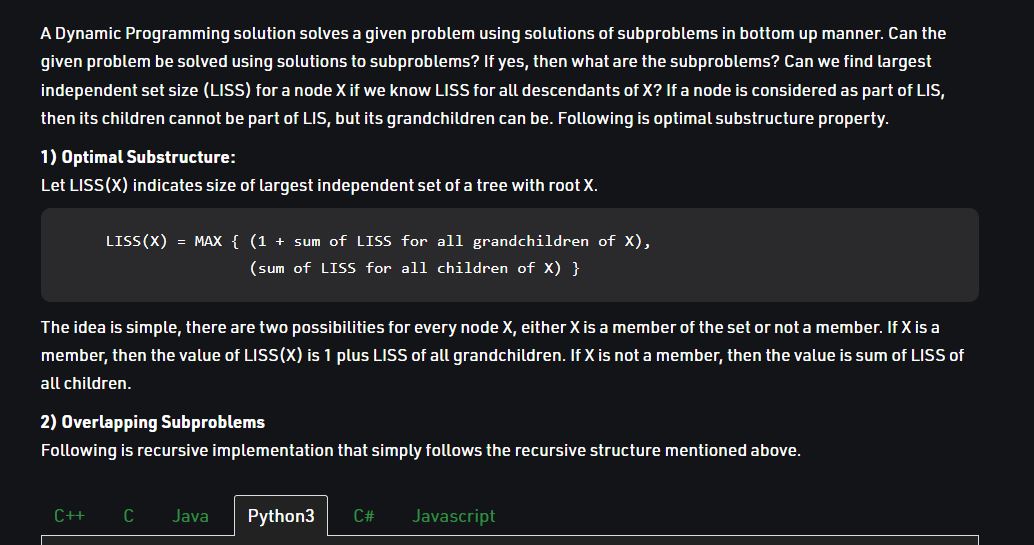 A Dynamic Programming solution solves a given problem using solutions of subproblems in bottom up manner. Can the
given problem be solved using solutions to subproblems? If yes, then what are the subproblems? Can we find largest
independent set size (LISS) for a node X if we know LISS for all descendants of X? If a node is considered as part of LIS,
then its children cannot be part of LIS, but its grandchildren can be. Following is optimal substructure property.
1) Optimal Substructure:
Let LISS(X) indicates size of largest independent set of a tree with root X.
LISS(X) = MAX { (1 + sum of LISS for all grandchildren of X),
(sum of LISS for all children of X) }
The idea is simple, there are two possibilities for every node X, either X is a member of the set or not a member. If X is a
member, then the value of LISS(X) is 1 plus LISS of all grandchildren. If X is not a member, then the value is sum of LISS of
all children.
2) Overlapping Subproblems
Following is recursive implementation that simply follows the recursive structure mentioned above.
C++ C Java Python3 C# Javascript